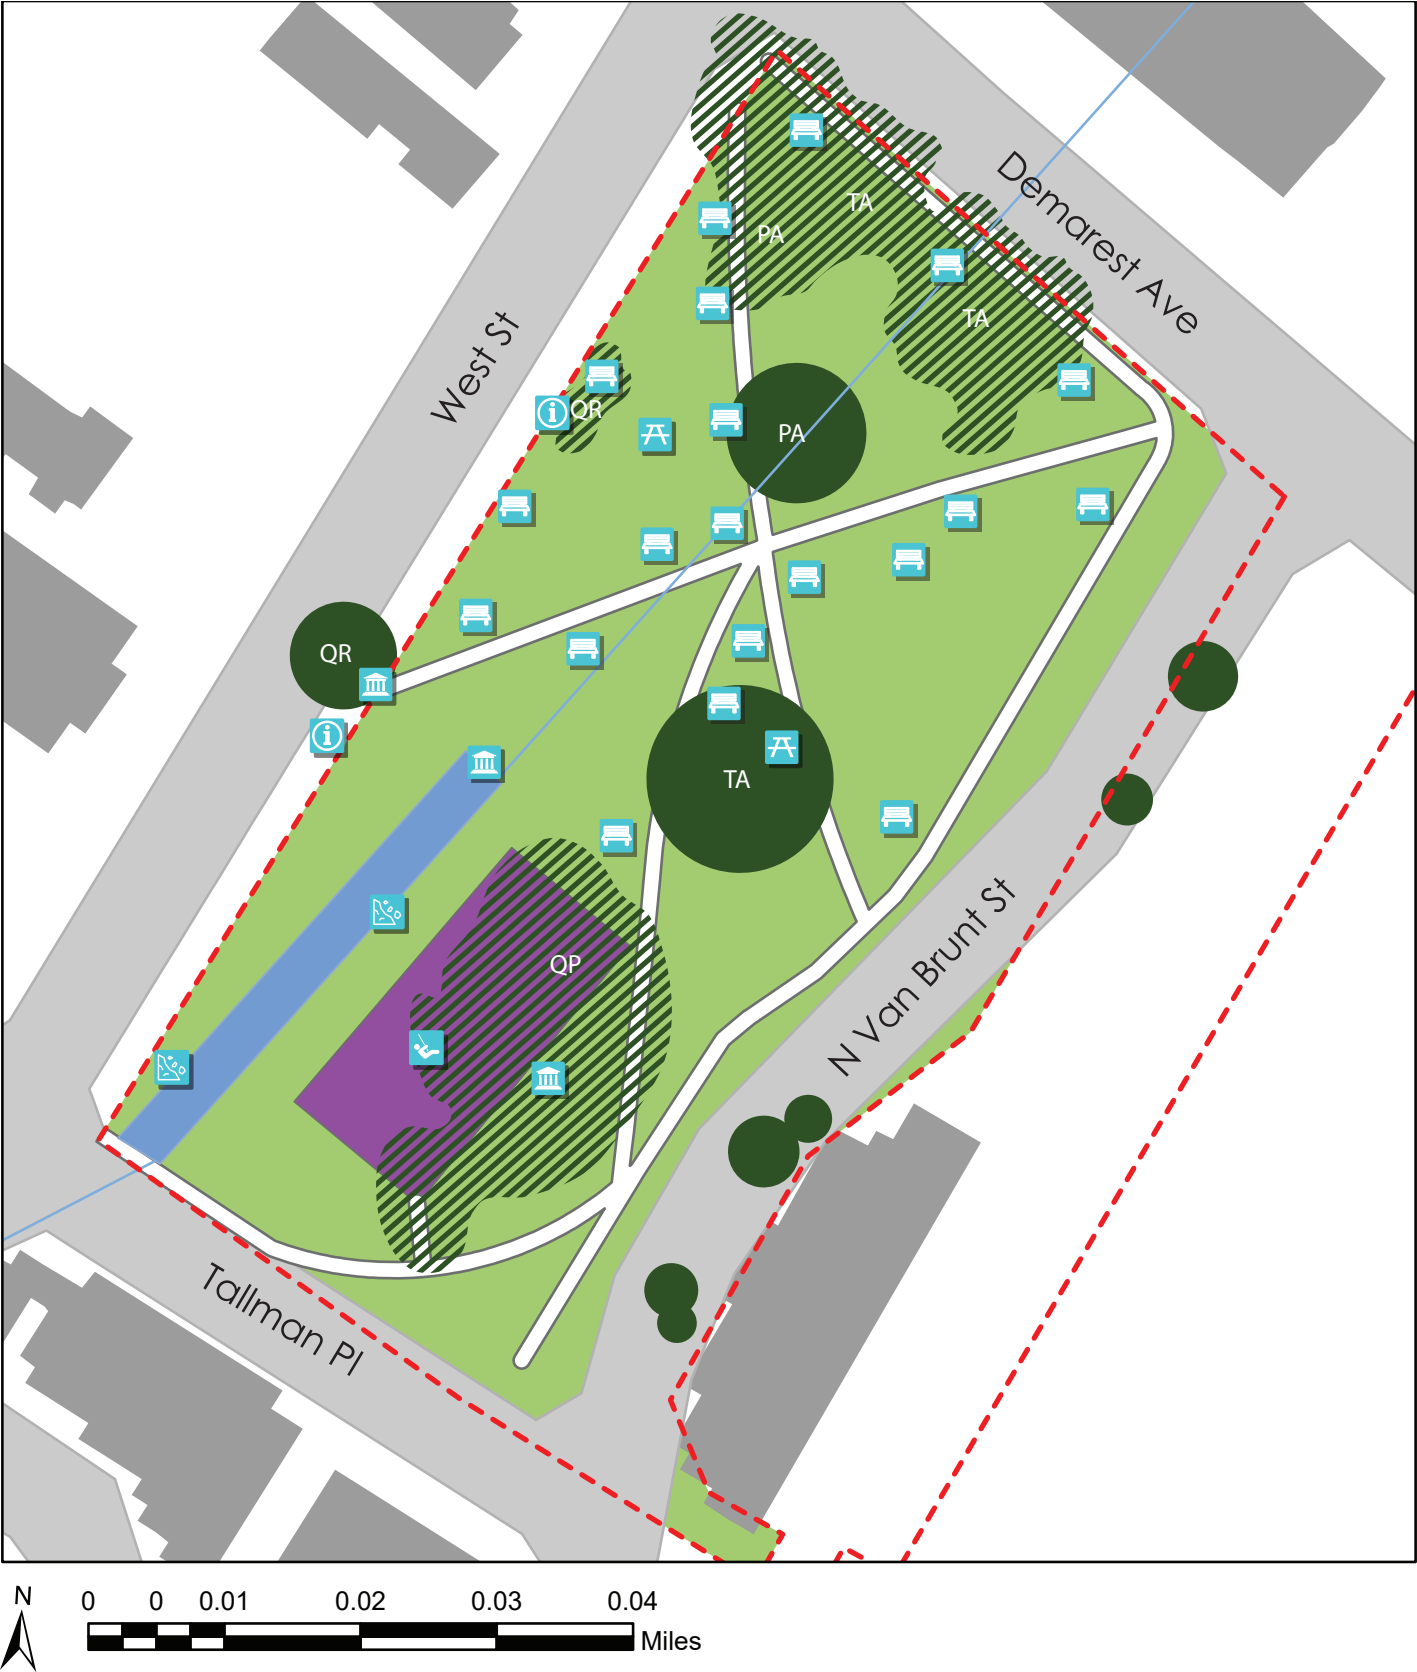 Demarest Ave
TA
PA
TA
West St
QR
PA
QR
TA
N Van Brunt St
QP
Tallman Pl
N
0 0 0.01 0.02 0.03 0.04
Miles